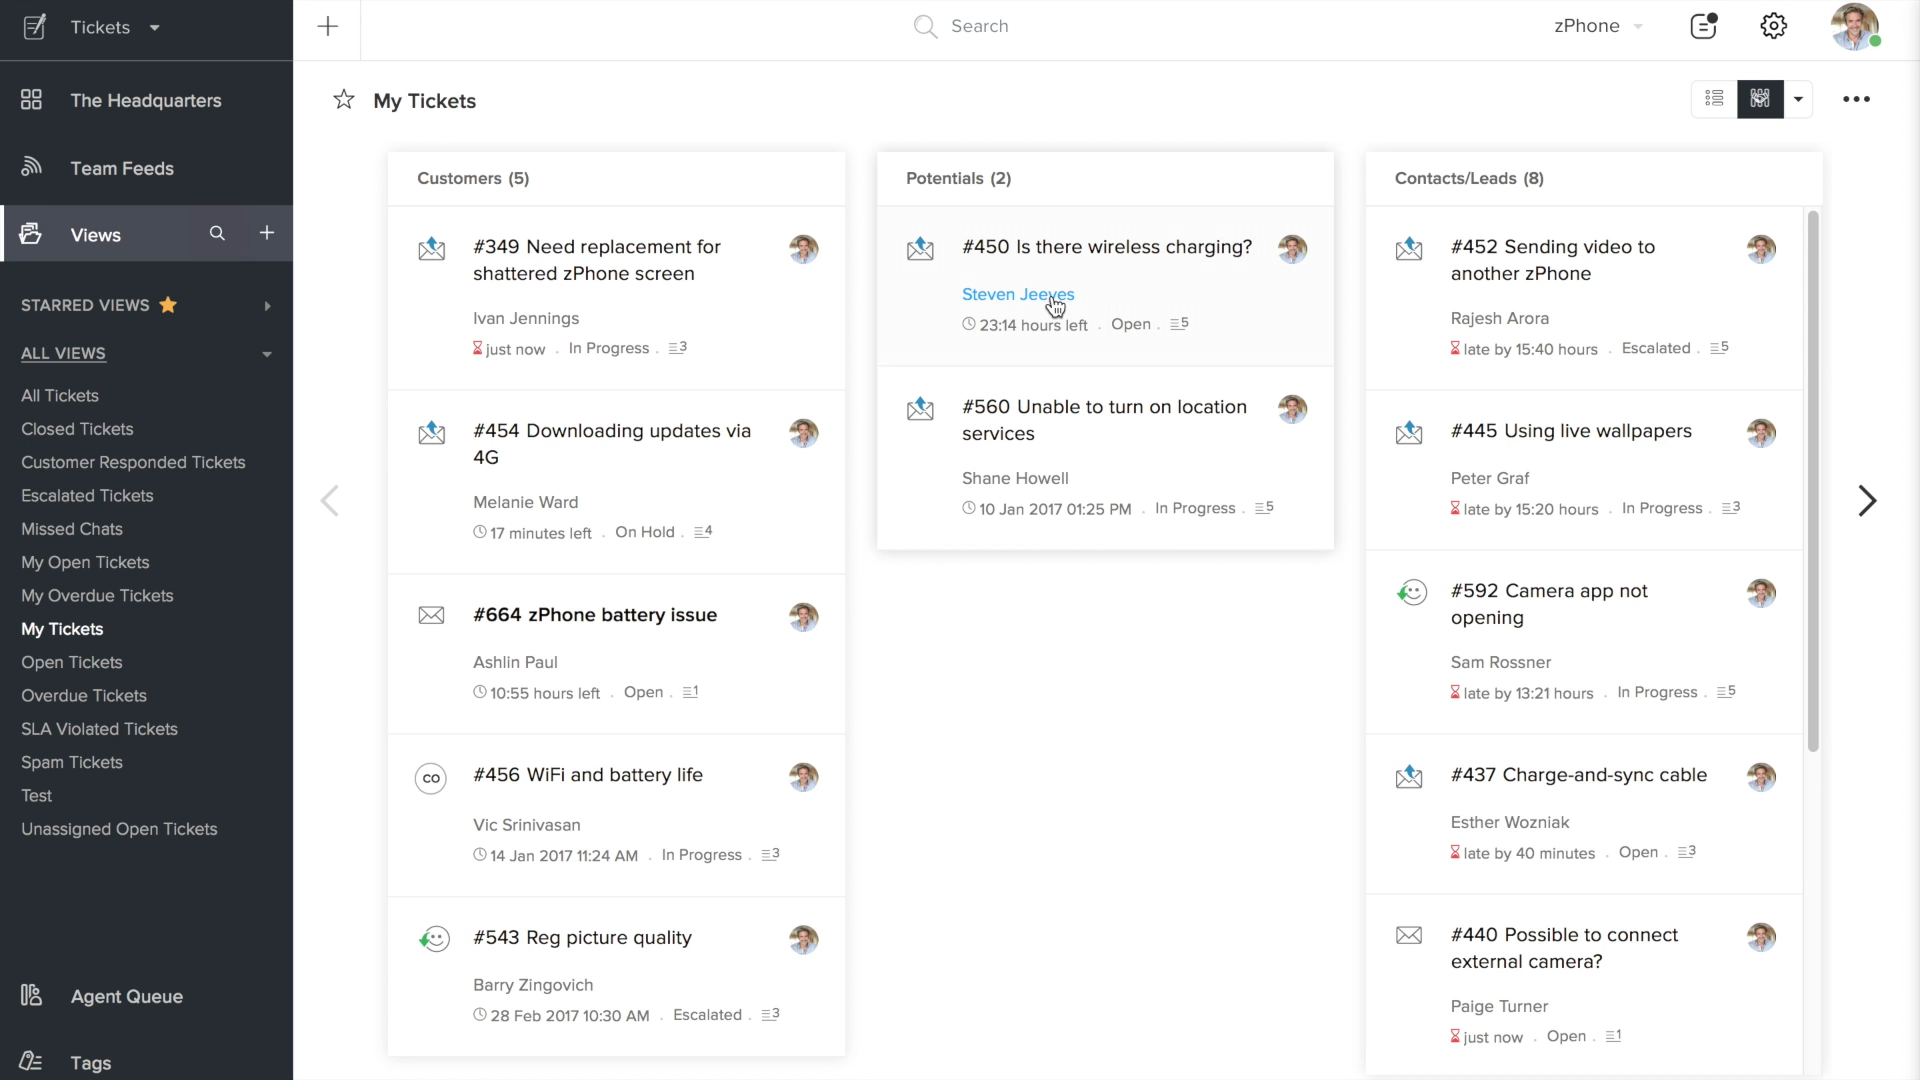 Tickets
Search
zPhone
The Headquarters
Team Feeds
Views
STARRED VIEWS
ALL VIEWS
All Tickets
Closed Tickets
Customer Responded Tickets
Escalated Tickets
Missed Chats
My Open Tickets
My Overdue Tickets
My Tickets
Open Tickets
Overdue Tickets
SLA Violated Tickets
Spam Tickets
Test
Unassigned Open Tickets
Agent Queue
Tags
My Tickets
Customers (5)
#349 Need replacement for
shattered zPhone screen
Ivan Jennings
just now . In Progress . 3
#454 Downloading updates via
4G
Melanie Ward
17 minutes left . On Hold . 4
#664 zPhone battery issue
Ashlin Paul
10:55 hours left . Open . 1
CO
#456 WiFi and battery life
Vic Srinivasan
14 Jan 2017 11:24 AM . In Progress . 3
#543 Reg picture quality
Barry Zingovich
28 Feb 2017 10:30 AM . Escalated . 3
Potentials (2)
#450 Is there wireless charging?
Steven Jeeves
23:14 hours left . Open . 5
#560 Unable to turn on location
services
Shane Howell
10 Jan 2017 01:25 PM . In Progress . 5
Contacts/Leads (8)
#452 Sending video to
another zPhone
Rajesh Arora
late by 15:40 hours . Escalated . 5
#445 Using live wallpapers
Peter Graf
late by 15:20 hours . In Progress . 3
#592 Camera app not
opening
Sam Rossner
late by 13:21 hours . In Progress . 5
#437 Charge-and-sync cable
Esther Wozniak
late by 40 minutes . Open . 3
#440 Possible to connect
external camera?
Paige Turner
just now . Open . 1